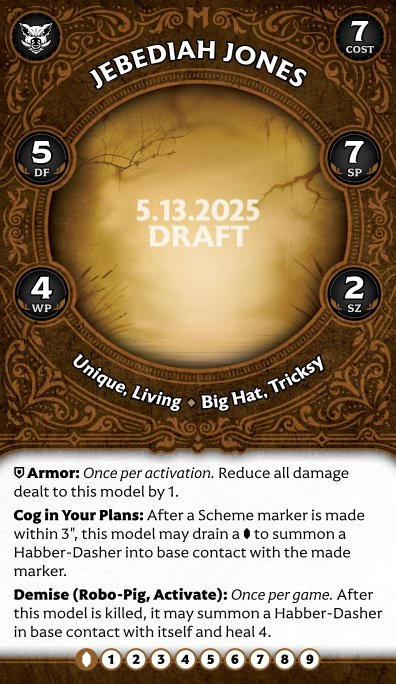 7
COST
JEBEDIAH JONES
5
DF
7
SP
5.13.2025
DRAFT
4
WP
2
SZ
Unique, Living ◆ Big Hat, Tricksy
Armor: Once per activation. Reduce all damage
dealt to this model by 1.
Cog in Your Plans: After a Scheme marker is made
within 3", this model may drain a to summon a
Habber-Dasher into base contact with the made
marker.
Demise (Robo-Pig, Activate): Once per game. After
this model is killed, it may summon a Habber-Dasher
in base contact with itself and heal 4.
1 2 3 4 5 6 7 8 9